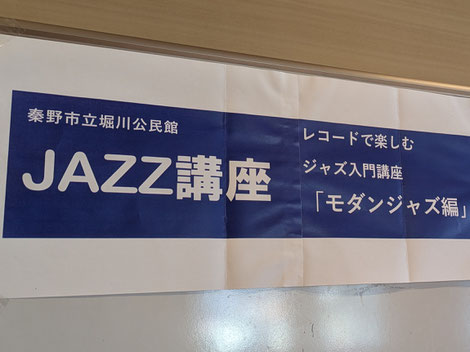 秦野市立堀川公民館
JAZZ講座
レコードで楽しむ
ジャズ入門講座
「モダンジャズ編」